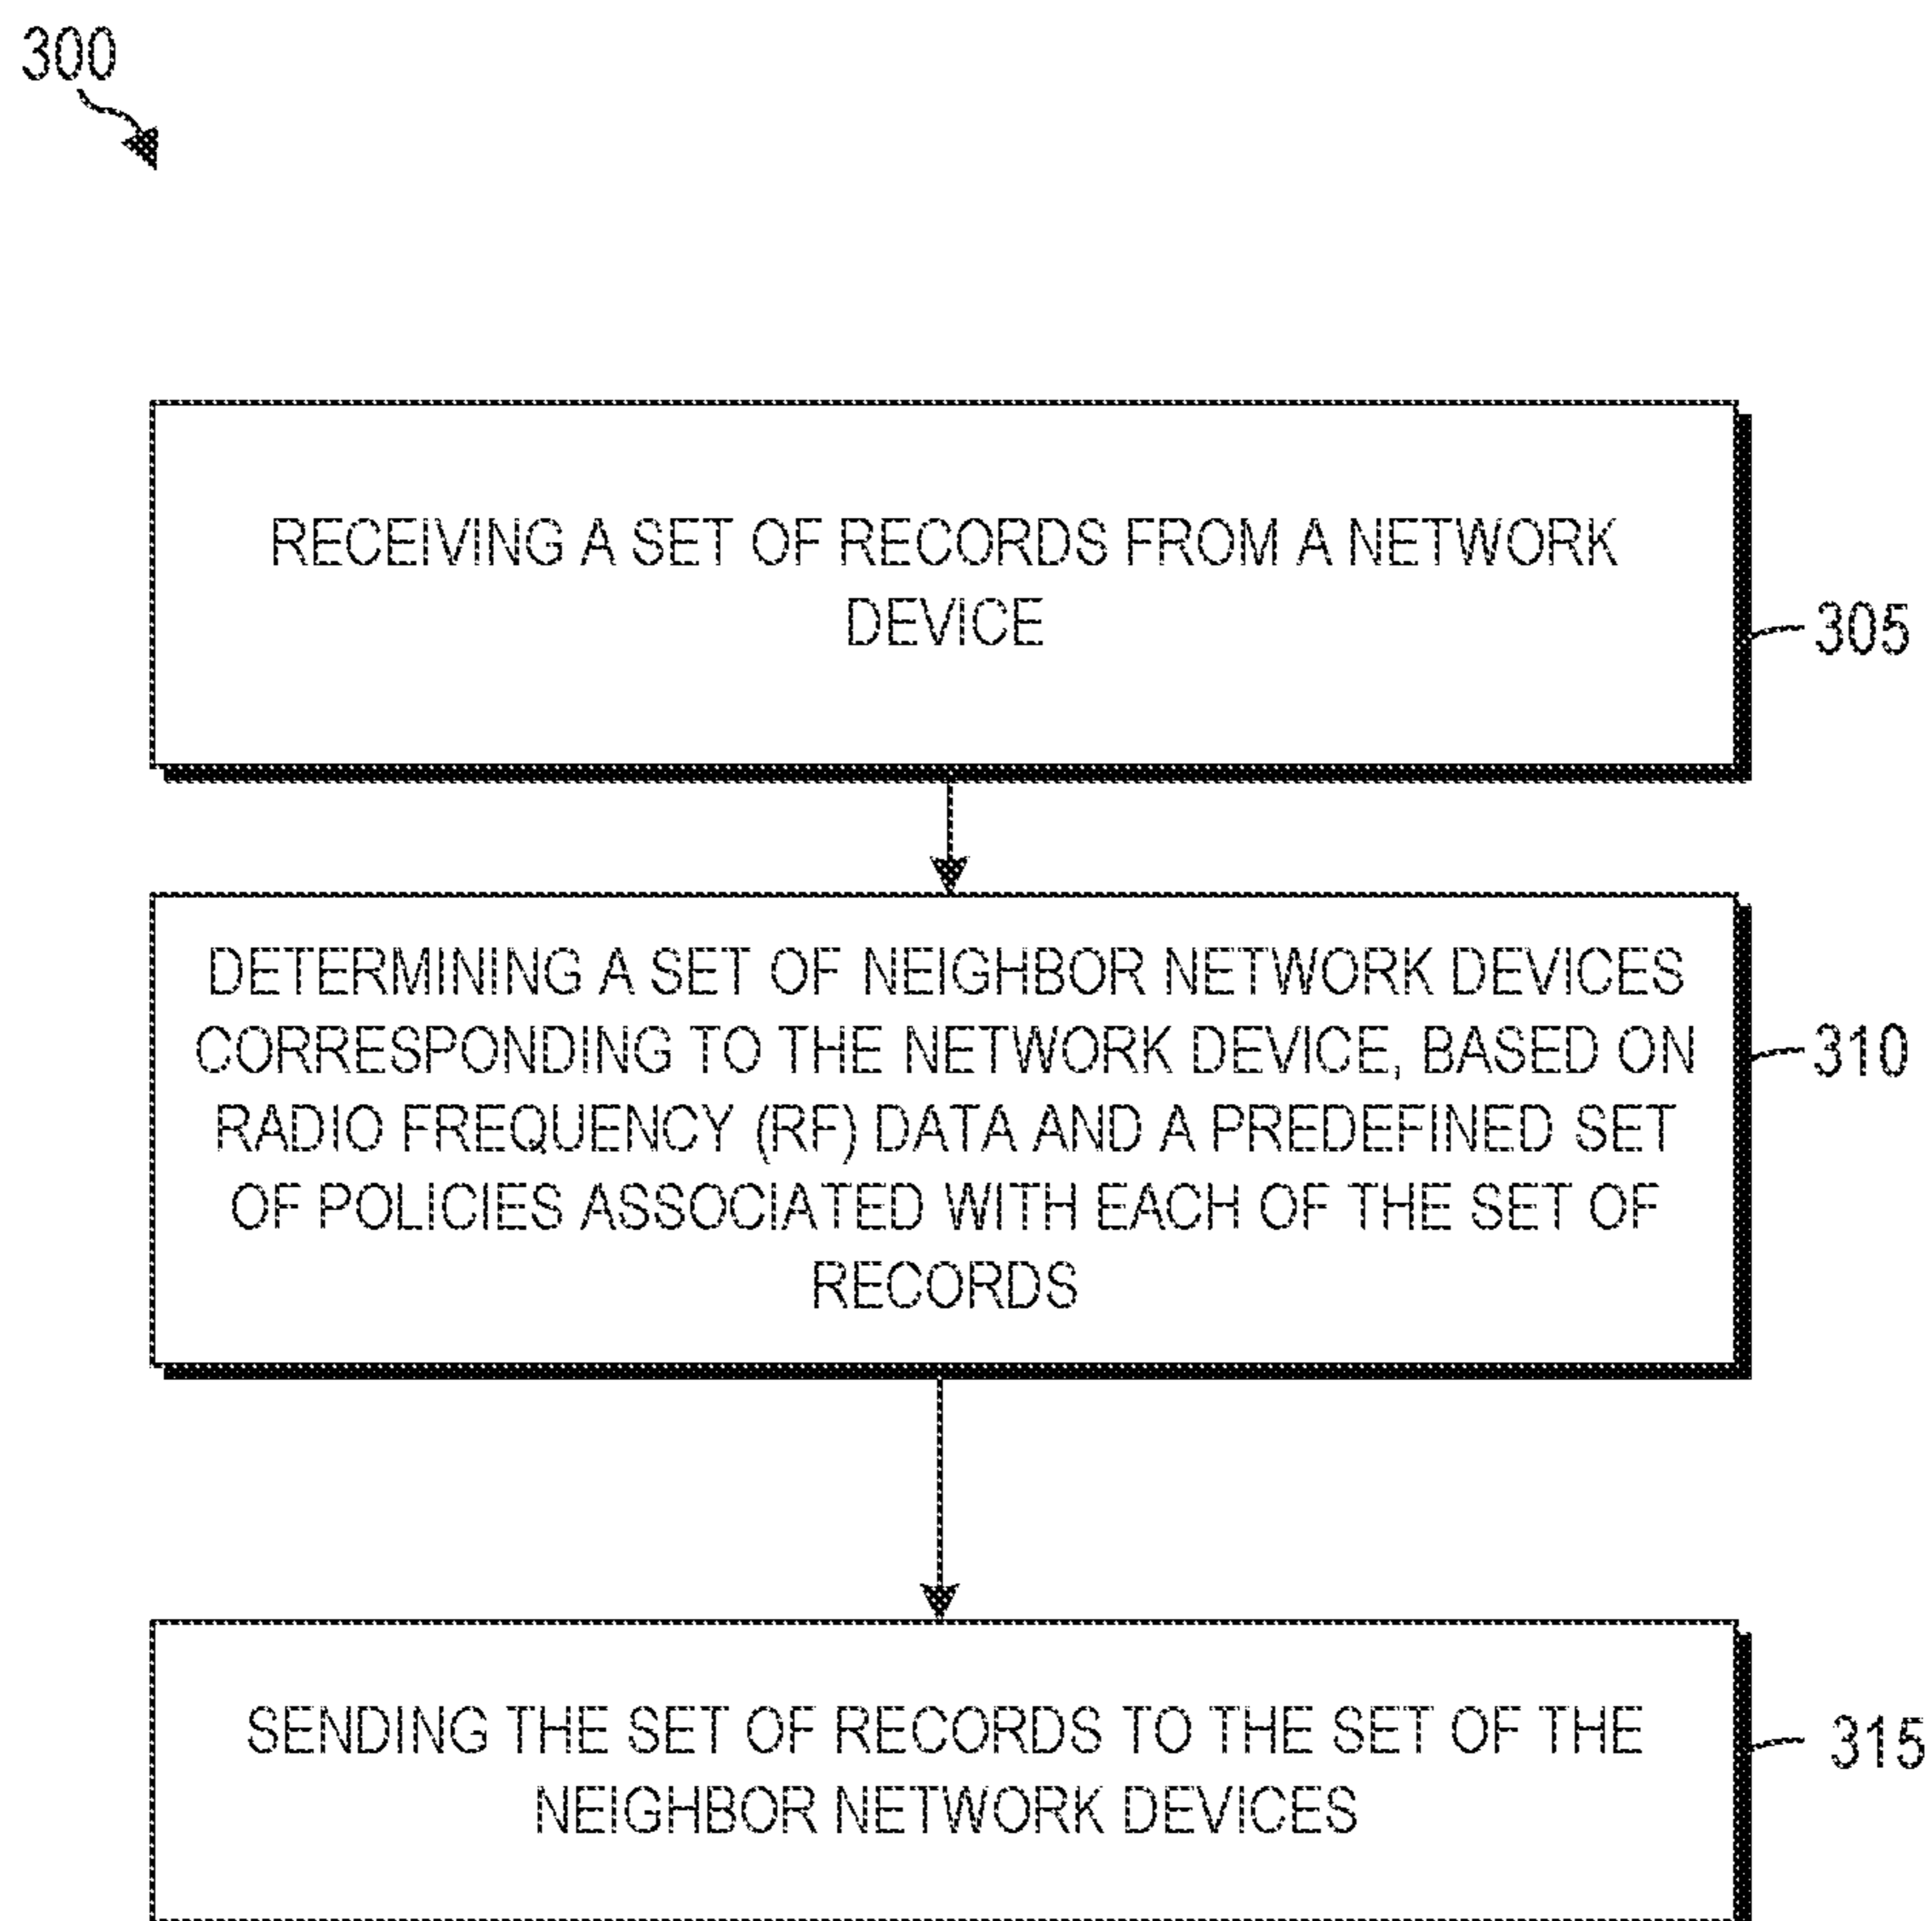 300
RECEIVING A SET OF RECORDS FROM A NETWORK
DEVICE
305
DETERMINING A SET OF NEIGHBOR NETWORK DEVICES
CORRESPONDING TO THE NETWORK DEVICE, BASED ON
RADIO FREQUENCY (RF) DATA AND A PREDEFINED SET
OF POLICIES ASSOCIATED WITH EACH OF THE SET OF
RECORDS
310
SENDING THE SET OF RECORDS TO THE SET OF THE
NEIGHBOR NETWORK DEVICES
315